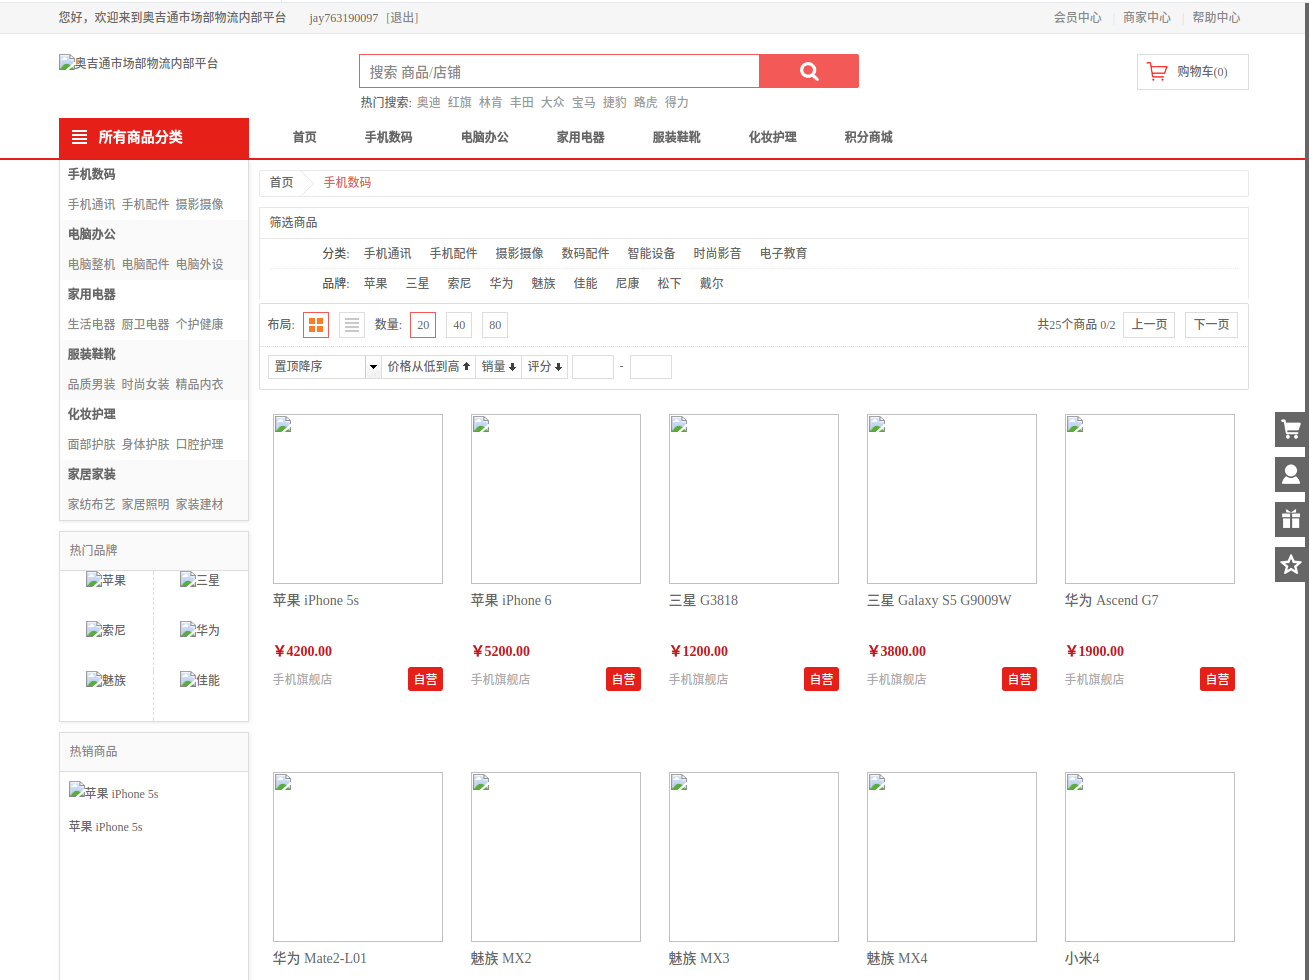 您好，欢迎来到奥吉通市场部物流内部平台 jay763190097 [退出] 会员中心 商家中心 帮助中心
奥吉通市场部物流内部平台 搜索 商品/店铺 购物车(0)
热门搜索: 奥迪 红旗 林肯 丰田 大众 宝马 捷豹 路虎 得力
所有商品分类 首页 手机数码 电脑办公 家用电器 服装鞋靴 化妆护理 积分商城
手机数码
手机通讯 手机配件 摄影摄像
电脑办公
电脑整机 电脑配件 电脑外设
家用电器
生活电器 厨卫电器 个护健康
服装鞋靴
品质男装 时尚女装 精品内衣
化妆护理
面部护肤 身体护肤 口腔护理
家居家装
家纺布艺 家居照明 家装建材
热门品牌
苹果 三星
索尼 华为
魅族 佳能
热销商品
苹果 iPhone 5s
苹果 iPhone 5s
首页 手机数码
筛选商品
分类: 手机通讯 手机配件 摄影摄像 数码配件 智能设备 时尚影音 电子教育
品牌: 苹果 三星 索尼 华为 魅族 佳能 尼康 松下 戴尔
布局: 数量: 20 40 80 共25个商品 0/2 上一页 下一页
置顶降序 价格从低到高 销量 评分 -
苹果 iPhone 5s 苹果 iPhone 6 三星 G3818 三星 Galaxy S5 G9009W 华为 Ascend G7
￥4200.00 ￥5200.00 ￥1200.00 ￥3800.00 ￥1900.00
手机旗舰店 自营 手机旗舰店 自营 手机旗舰店 自营 手机旗舰店 自营 手机旗舰店 自营
华为 Mate2-L01 魅族 MX2 魅族 MX3 魅族 MX4 小米4